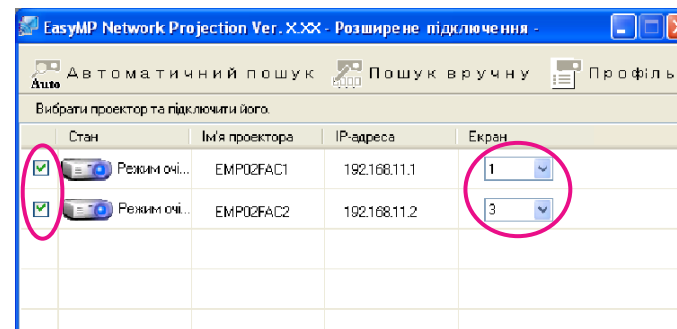 EasyMP Network Projection Ver. X.XX - Розширене підключення -
Auto Автоматичний пошук Пошук вручну Профіль
Вибрати проектор та підключити його.
Стан Ім'я проектора IP-адреса Екран
Режим очі... EMP02FAC1 192.168.11.1 1
Режим очі... EMP02FAC2 192.168.11.2 3